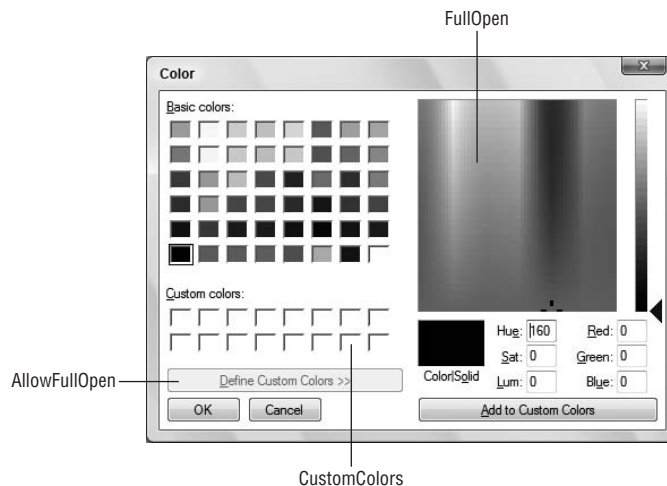 FullOpen
Color
x
Basic colors:
Custom colors:
AllowFullOpen
Define Custom Colors >>
OK
Cancel
Color|Solid
Hue: 160
Sat: 0
Lum: 0
Red: 0
Green: 0
Blue: 0
Add to Custom Colors
CustomColors